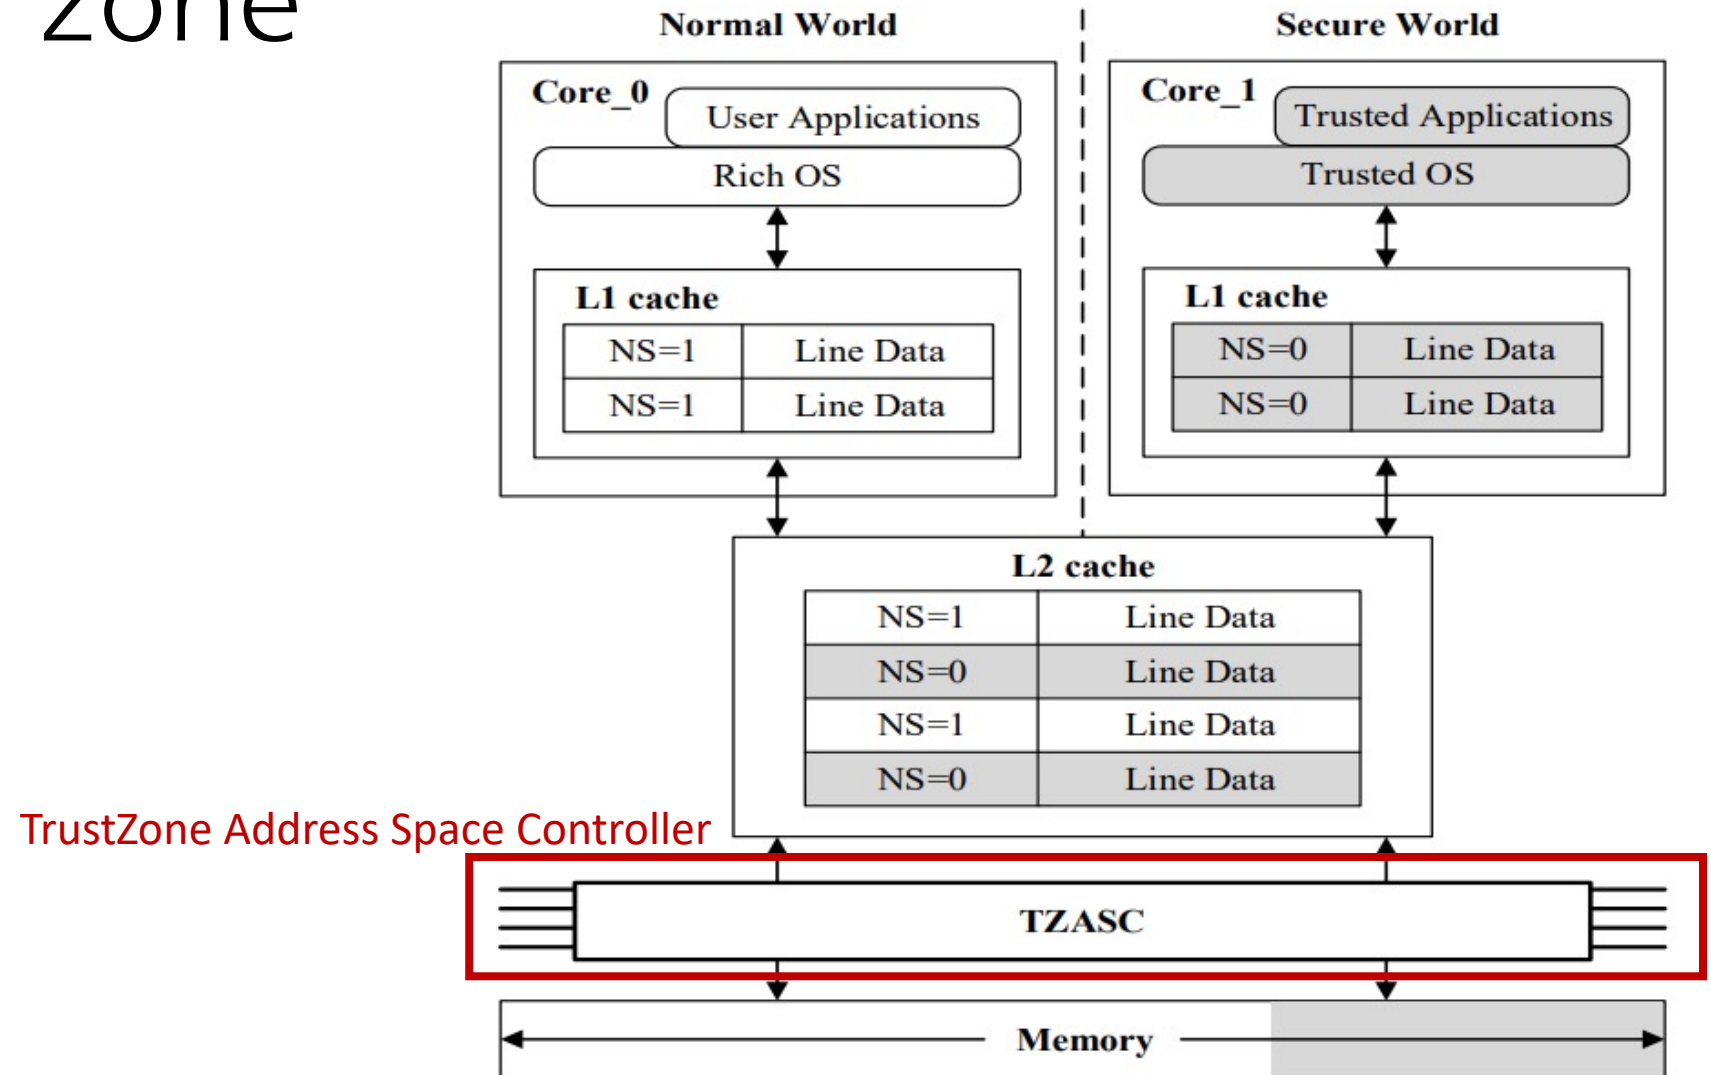 zone
Normal World
Secure World
Core_0
User Applications
Rich OS
L1 cache
NS=1 Line Data
NS=1 Line Data
Core_1
Trusted Applications
Trusted OS
L1 cache
NS=0 Line Data
NS=0 Line Data
L2 cache
NS=1 Line Data
NS=0 Line Data
NS=1 Line Data
NS=0 Line Data
TrustZone Address Space Controller
TZASC
Memory